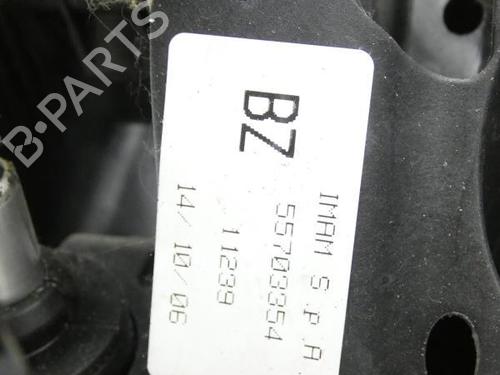 B-PARTS
BZ
IMAM S.P.A
55703354
11239
14/10/06